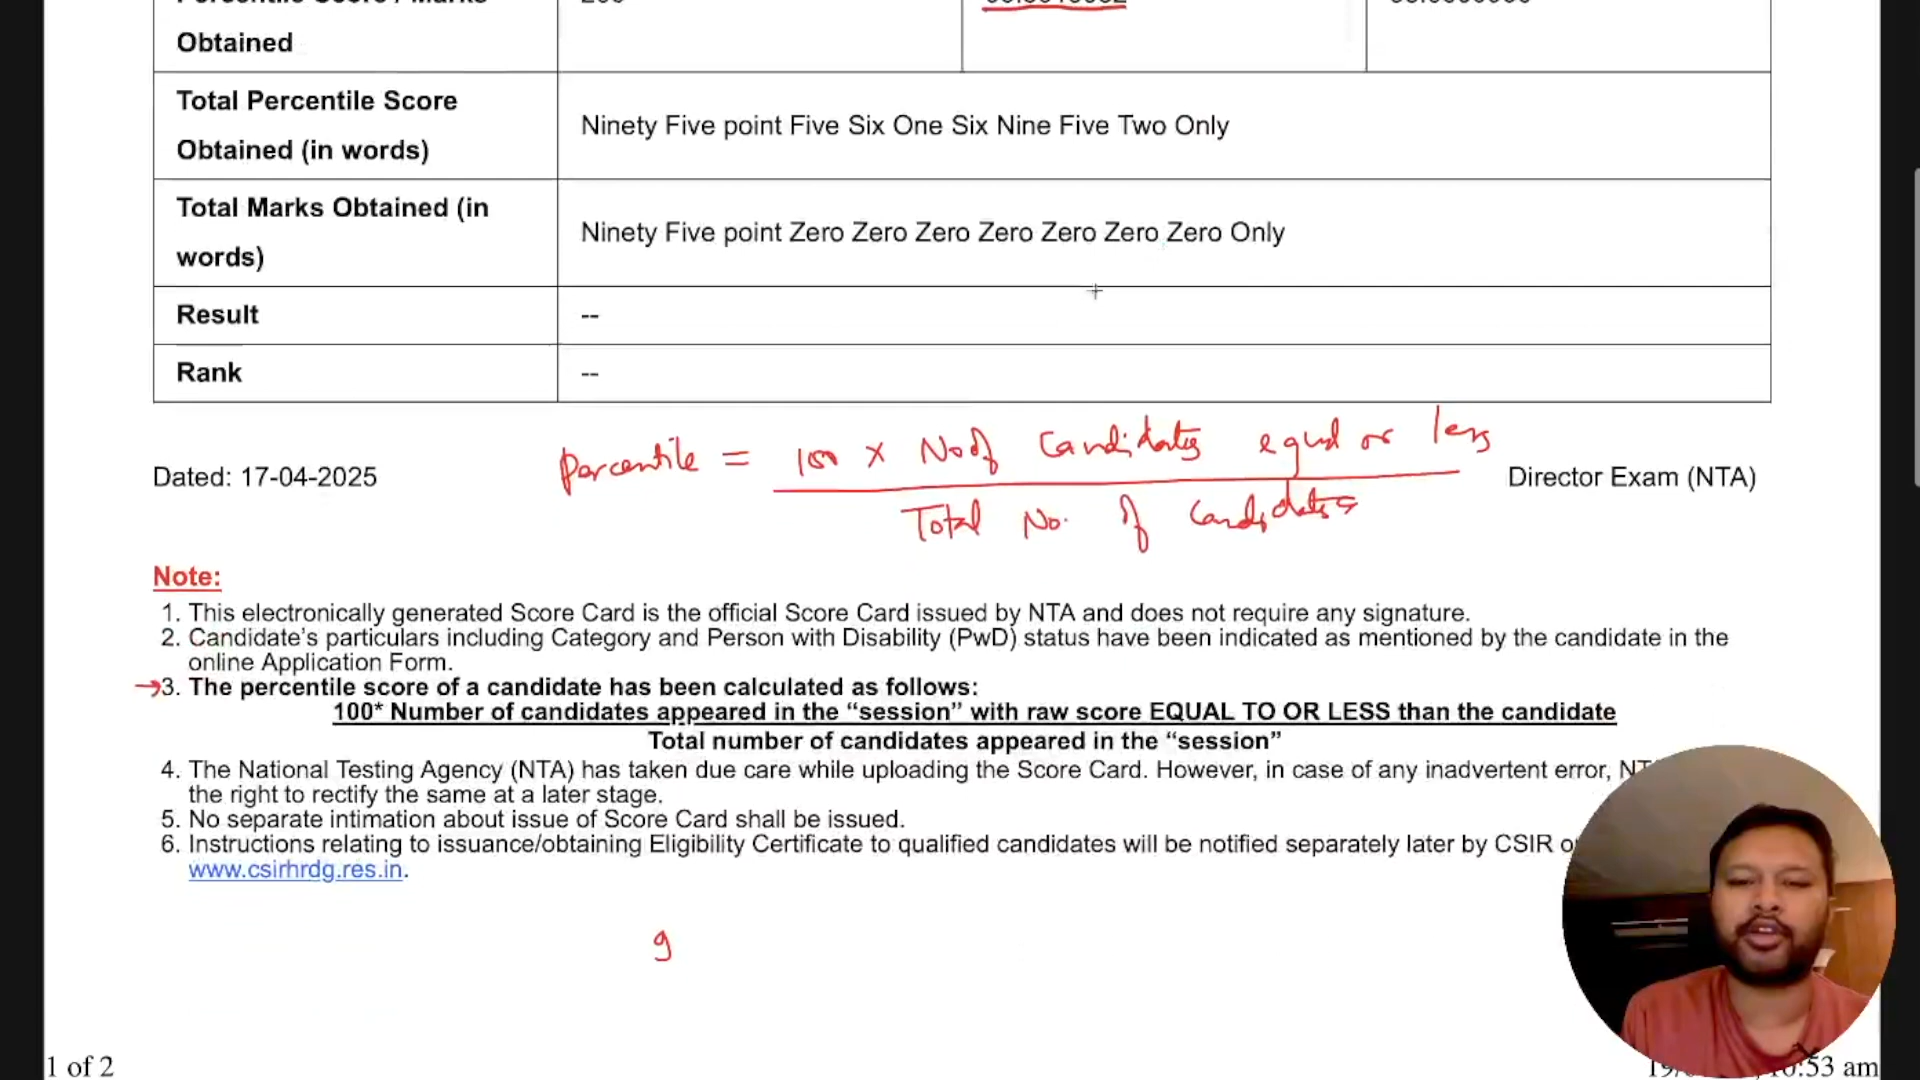 Obtained
Total Percentile Score
Obtained (in words)
Ninety Five point Five Six One Six Nine Five Two Only
Total Marks Obtained (in
words)
Ninety Five point Zero Zero Zero Zero Zero Zero Zero Only
Result
--
Rank
--
Percentile = 100 x No of Candidates equal or less
Total No. of Candidates
Dated: 17-04-2025
Director Exam (NTA)
Note:
1. This electronically generated Score Card is the official Score Card issued by NTA and does not require any signature.
2. Candidate's particulars including Category and Person with Disability (PwD) status have been indicated as mentioned by the candidate in the
online Application Form.
→3. The percentile score of a candidate has been calculated as follows:
100* Number of candidates appeared in the “session” with raw score EQUAL TO OR LESS than the candidate
Total number of candidates appeared in the “session”
4. The National Testing Agency (NTA) has taken due care while uploading the Score Card. However, in case of any inadvertent error,
the right to rectify the same at a later stage.
5. No separate intimation about issue of Score Card shall be issued.
6. Instructions relating to issuance/obtaining Eligibility Certificate to qualified candidates will be notified separately later by CSIR
www.csirhrdg.res.in.
9
1 of 2
:53 am